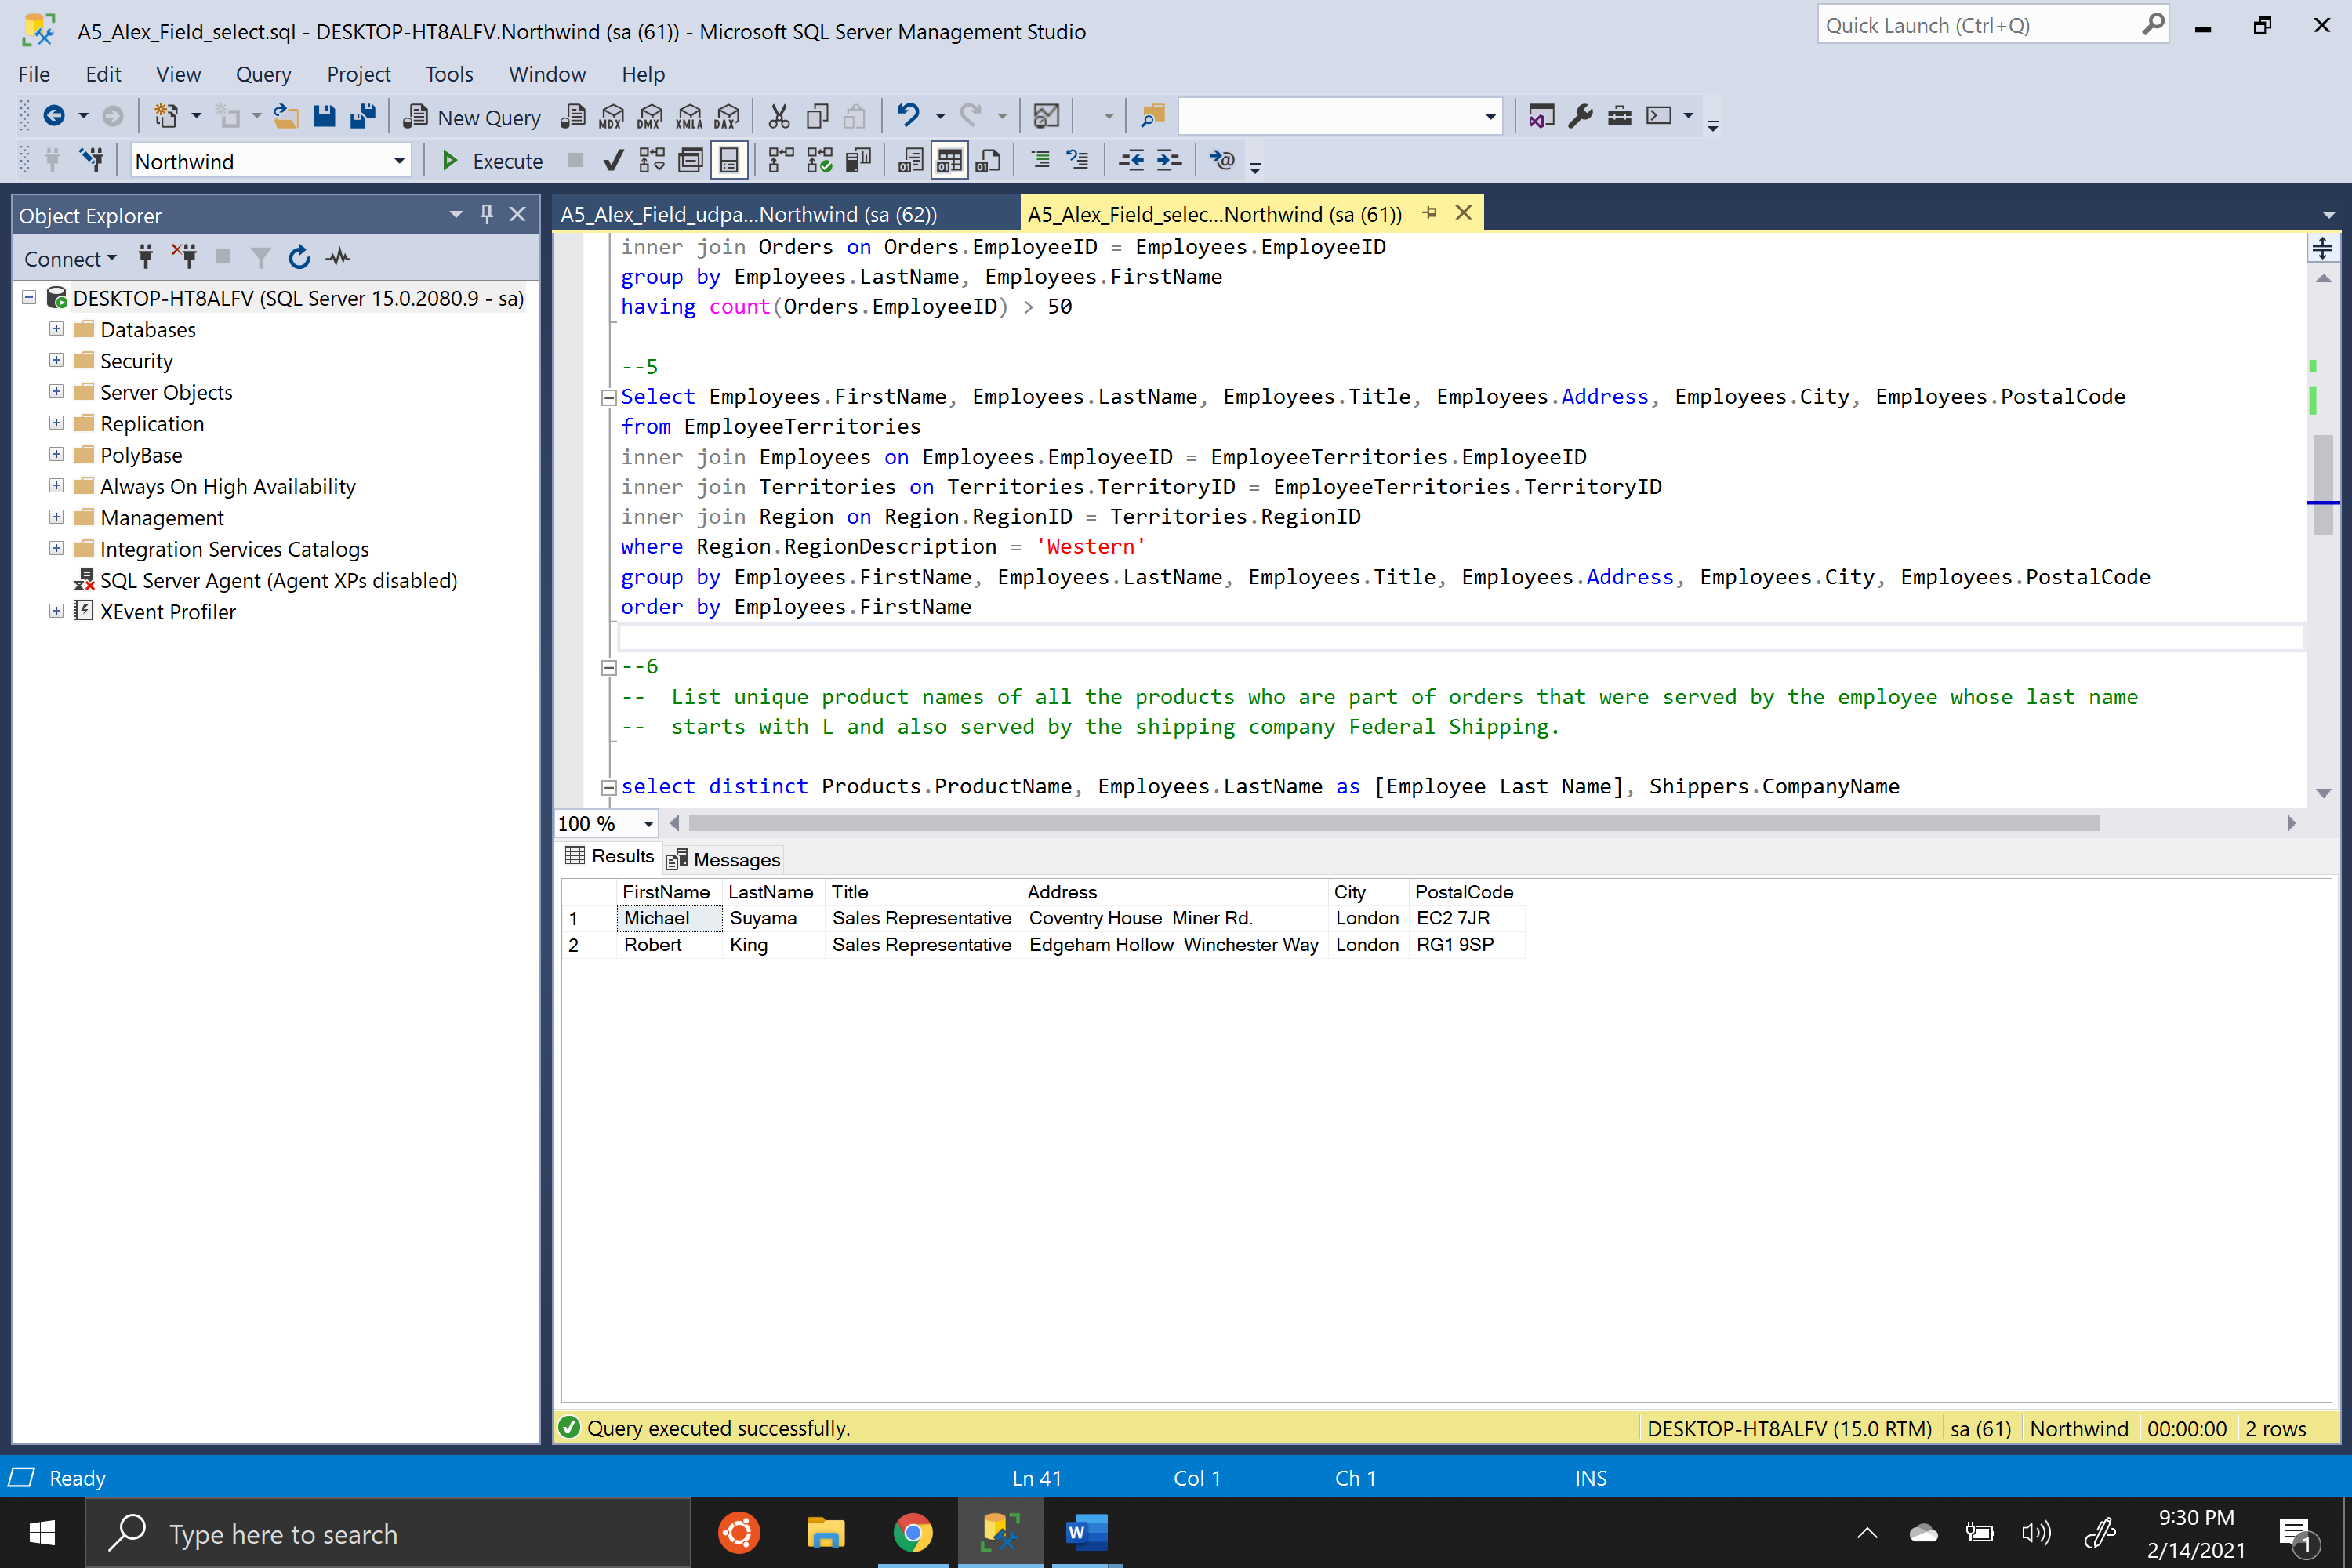 A5_Alex_Field_select.sql - DESKTOP-HT8ALFV.Northwind (sa (61)) - Microsoft SQL Server Management Studio
Quick Launch (Ctrl+Q)
File Edit View Query Project Tools Window Help
New Query MDX DMX XMLA DAX
Northwind Execute
Object Explorer
Connect
DESKTOP-HT8ALFV (SQL Server 15.0.2080.9 - sa)
Databases
Security
Server Objects
Replication
PolyBase
Always On High Availability
Management
Integration Services Catalogs
SQL Server Agent (Agent XPs disabled)
XEvent Profiler
A5_Alex_Field_udpa...Northwind (sa (62))
A5_Alex_Field_selec...Northwind (sa (61))
inner join Orders on Orders.EmployeeID = Employees.EmployeeID
group by Employees.LastName, Employees.FirstName
having count(Orders.EmployeeID) > 50
--5
Select Employees.FirstName, Employees.LastName, Employees.Title, Employees.Address, Employees.City, Employees.PostalCode
from EmployeeTerritories
inner join Employees on Employees.EmployeeID = EmployeeTerritories.EmployeeID
inner join Territories on Territories.TerritoryID = EmployeeTerritories.TerritoryID
inner join Region on Region.RegionID = Territories.RegionID
where Region.RegionDescription = 'Western'
group by Employees.FirstName, Employees.LastName, Employees.Title, Employees.Address, Employees.City, Employees.PostalCode
order by Employees.FirstName
--6
-- List unique product names of all the products who are part of orders that were served by the employee whose last name
-- starts with L and also served by the shipping company Federal Shipping.
select distinct Products.ProductName, Employees.LastName as [Employee Last Name], Shippers.CompanyName
100 %
Results Messages
FirstName LastName Title Address City PostalCode
1 Michael Suyama Sales Representative Coventry House Miner Rd. London EC2 7JR
2 Robert King Sales Representative Edgeham Hollow Winchester Way London RG1 9SP
Query executed successfully.
DESKTOP-HT8ALFV (15.0 RTM) sa (61) Northwind 00:00:00 2 rows
Ready Ln 41 Col 1 Ch 1 INS
Type here to search
W
9:30 PM
2/14/2021
1